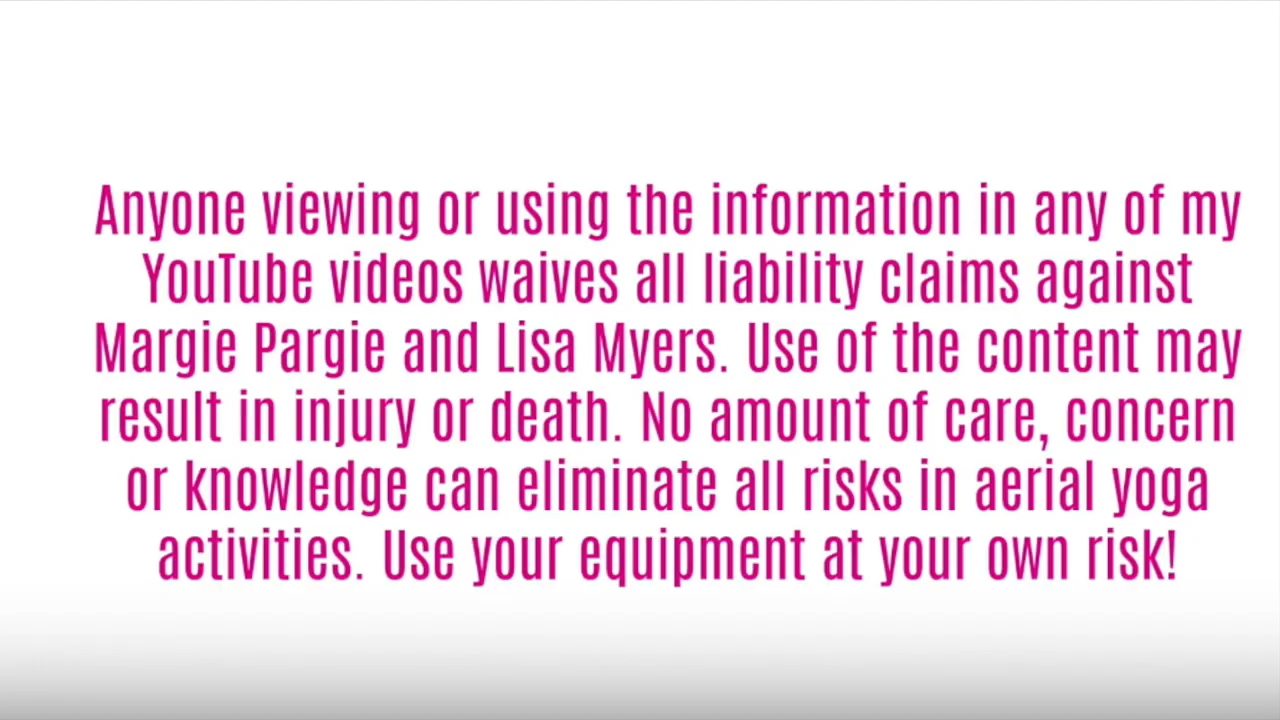 Anyone viewing or using the information in any of my
YouTube videos waives all liability claims against
Margie Pargie and Lisa Myers. Use of the content may
result in injury or death. No amount of care, concern
or knowledge can eliminate all risks in aerial yoga
activities. Use your equipment at your own risk!